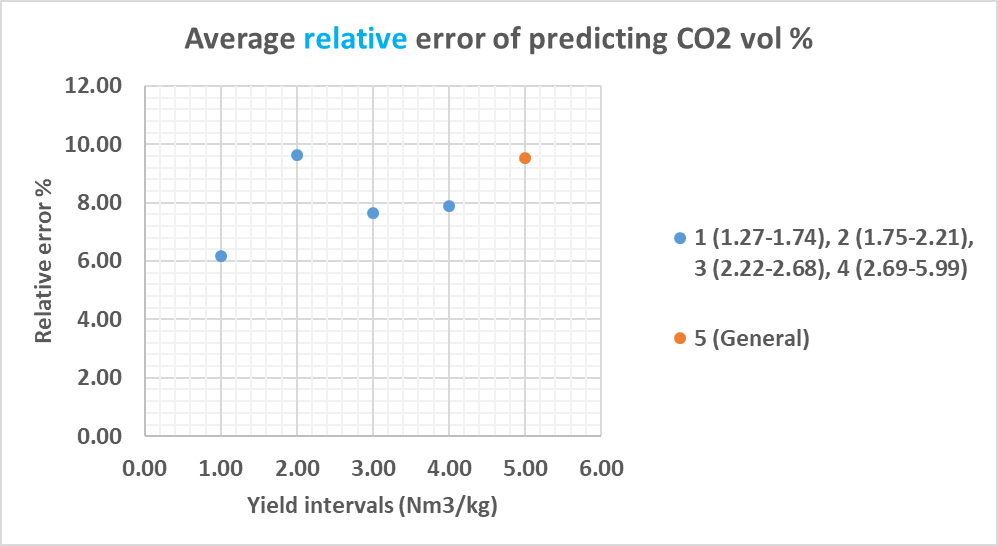 Average relative error of predicting CO2 vol %
12.00
10.00
8.00
6.00
4.00
2.00
0.00
Relative error %
0.00 1.00 2.00 3.00 4.00 5.00 6.00
Yield intervals (Nm3/kg)
1 (1.27-1.74), 2 (1.75-2.21),
3 (2.22-2.68), 4 (2.69-5.99)
5 (General)